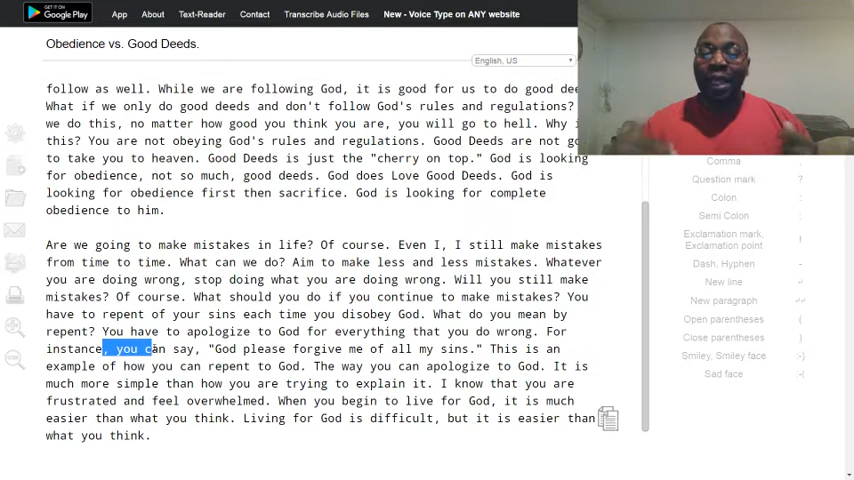 GET IT ON
Google Play
App
About
Text-Reader
Contact
Transcribe Audio Files
New - Voice Type on ANY website
Obedience vs. Good Deeds.
English, US
follow as well. While we are following God, it is good for us to do good
What if we only do good deeds and don't follow God's rules and regulations?
we do this, no matter how good you think you are, you will go to hell. Why
this? You are not obeying God's rules and regulations. Good Deeds are not
to take you to heaven. Good Deeds is just the "cherry on top." God is looking
for obedience, not so much, good deeds. God does Love Good Deeds. God is
looking for obedience first then sacrifice. God is looking for complete
obedience to him.
Are we going to make mistakes in life? Of course. Even I, I still make mistakes
from time to time. What can we do? Aim to make less and less mistakes. Whatever
you are doing wrong, stop doing what you are doing wrong. Will you still make
mistakes? Of course. What should you do if you continue to make mistakes? You
have to repent of your sins each time you disobey God. What do you mean by
repent? You have to apologize to God for everything that you do wrong. For
instance, you can say, "God please forgive me of all my sins." This is an
example of how you can repent to God. The way you can apologize to God. It is
much more simple than how you are trying to explain it. I know that you are
frustrated and feel overwhelmed. When you begin to live for God, it is much
easier than what you think. Living for God is difficult, but it is easier than
what you think.
Comma ,
Question mark ?
Colon :
Semi Colon ;
Exclamation mark, !
Exclamation point
Dash, Hyphen -
New line
New paragraph
Open parentheses (
Close parentheses )
Smiley, Smiley face :-)
Sad face :-(